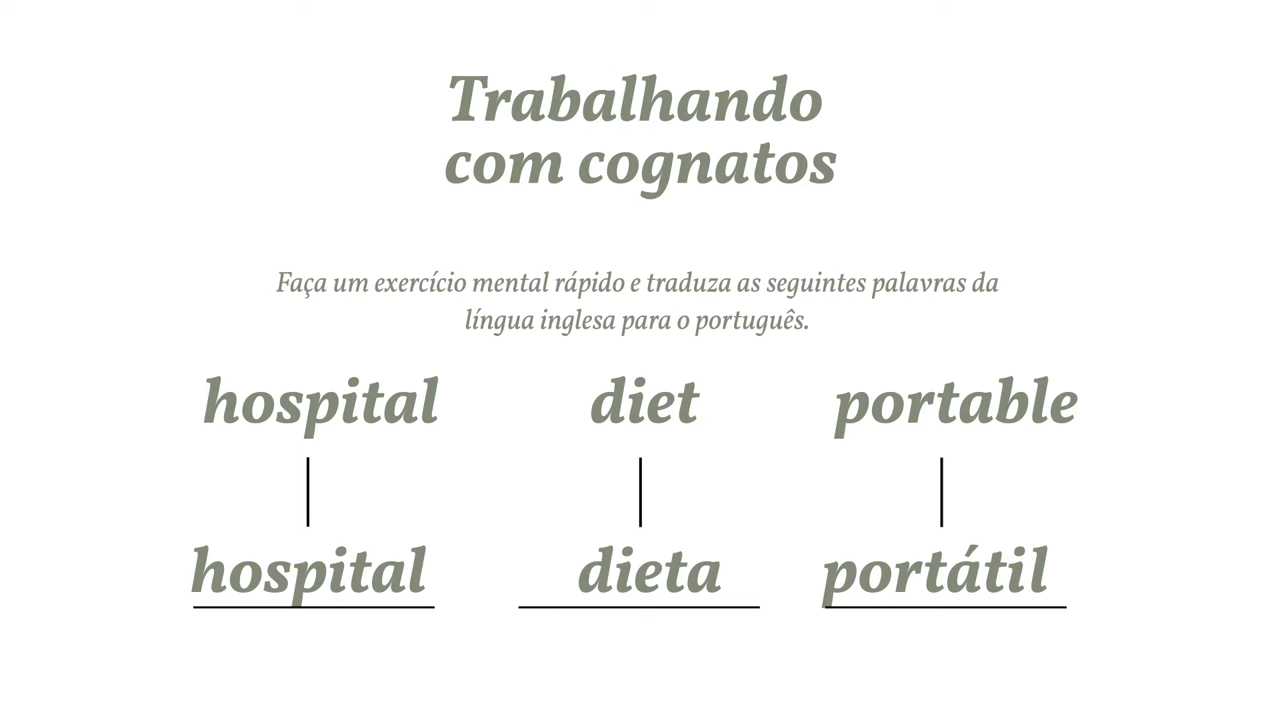 Trabalhando
com cognatos
Faça um exercício mental rápido e traduza as seguintes palavras da
língua inglesa para o português.
hospital diet portable
hospital dieta portátil